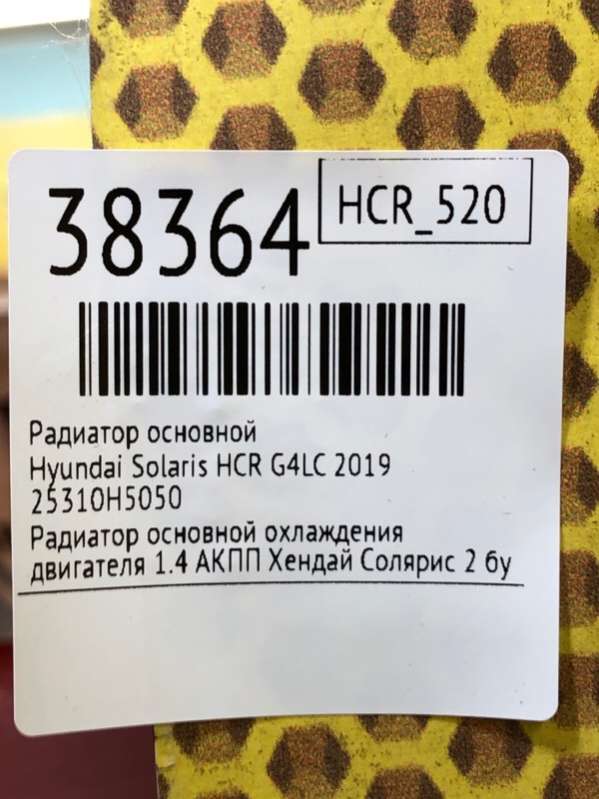 38364
HCR_520
Радиатор основной
Hyundai Solaris HCR G4LC 2019
25310H5050
Радиатор основной охлаждения
двигателя 1.4 АКПП Хендай Солярис 2 бу